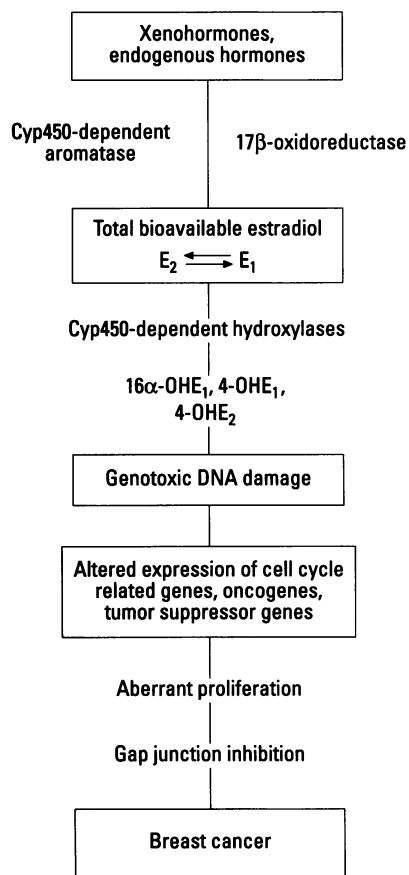 Xenohormones,
endogenous hormones
Cyp450-dependent
aromatase
17β-oxidoreductase
Total bioavailable estradiol
E₂ ⇄ E₁
Cyp450-dependent hydroxylases
16α-OHE₁, 4-OHE₁,
4-OHE₂
Genotoxic DNA damage
Altered expression of cell cycle
related genes, oncogenes,
tumor suppressor genes
Aberrant proliferation
Gap junction inhibition
Breast cancer